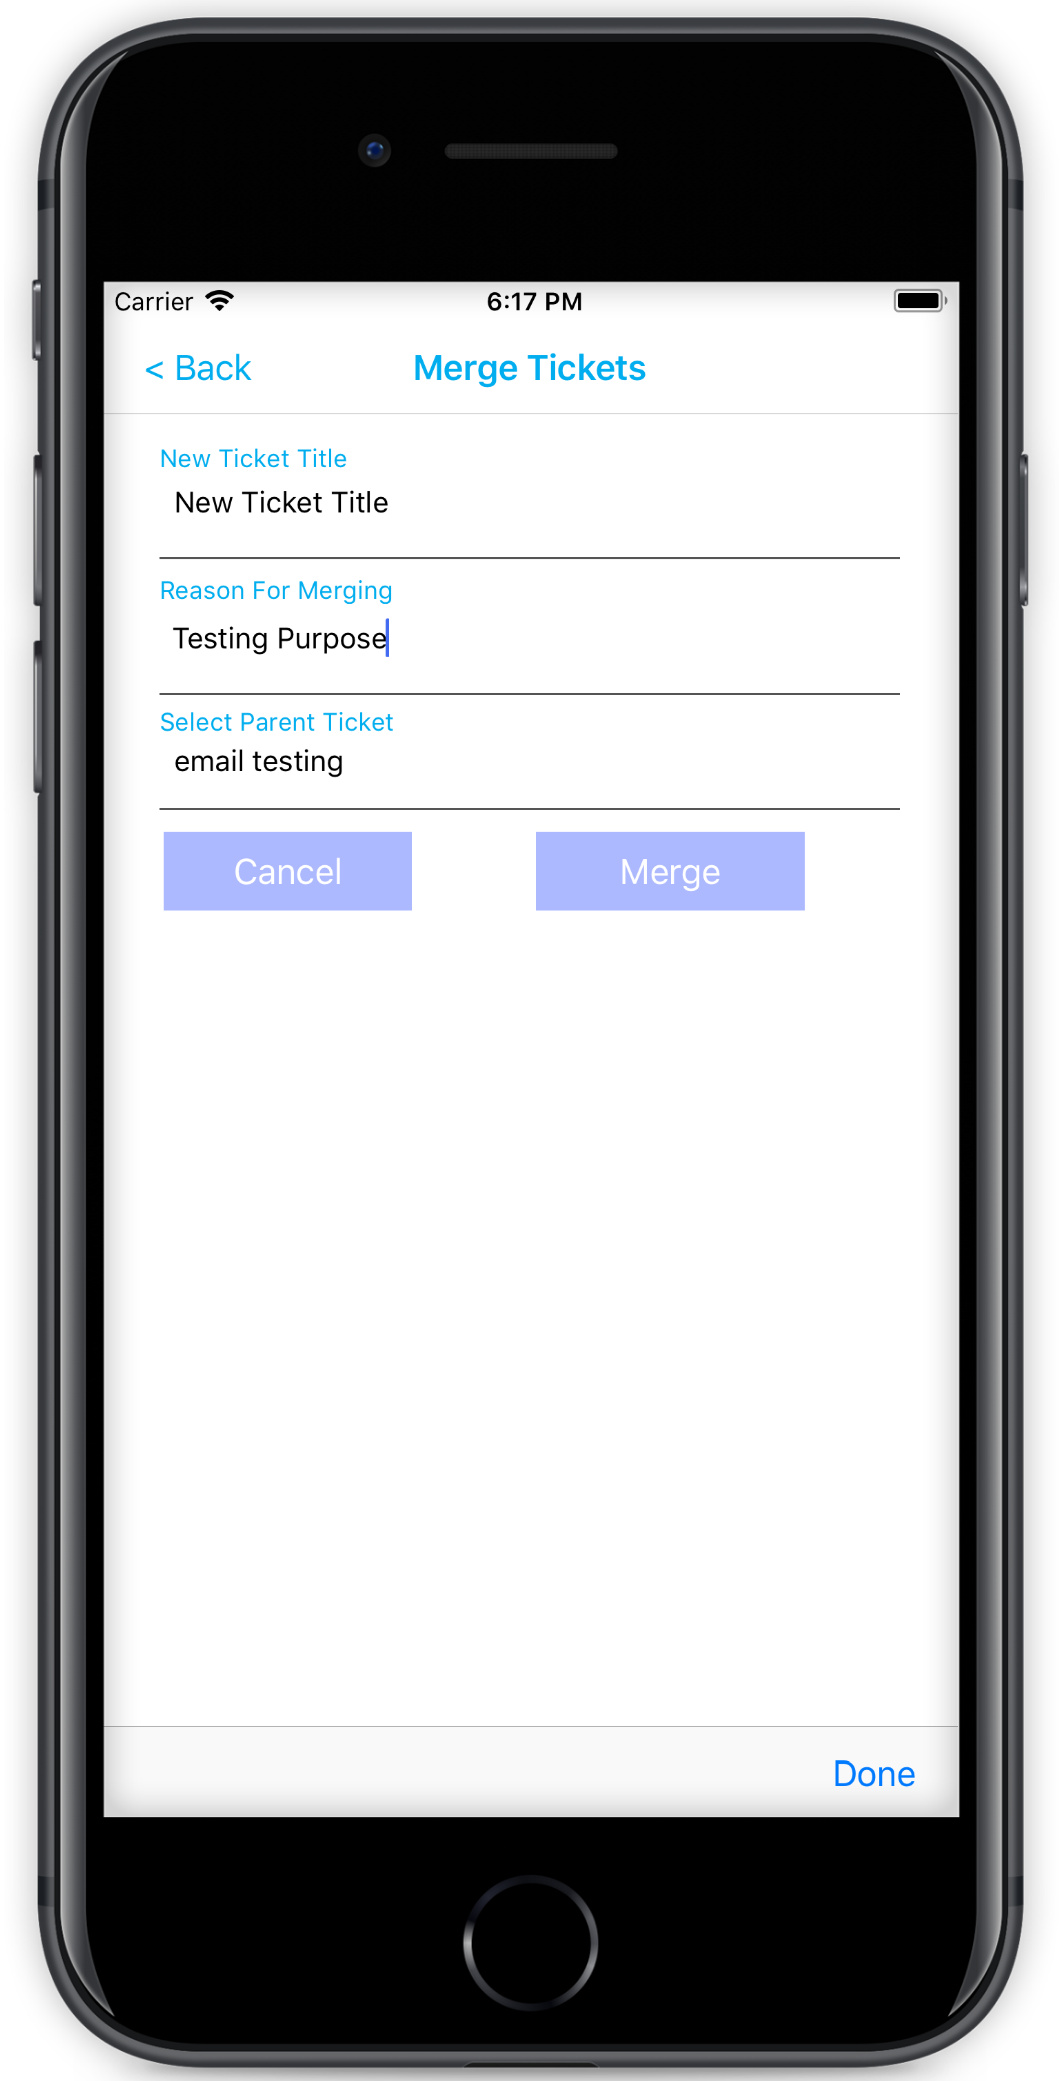 Carrier 6:17 PM
< Back Merge Tickets
New Ticket Title
New Ticket Title
Reason For Merging
Testing Purpose
Select Parent Ticket
email testing
Cancel Merge
Done